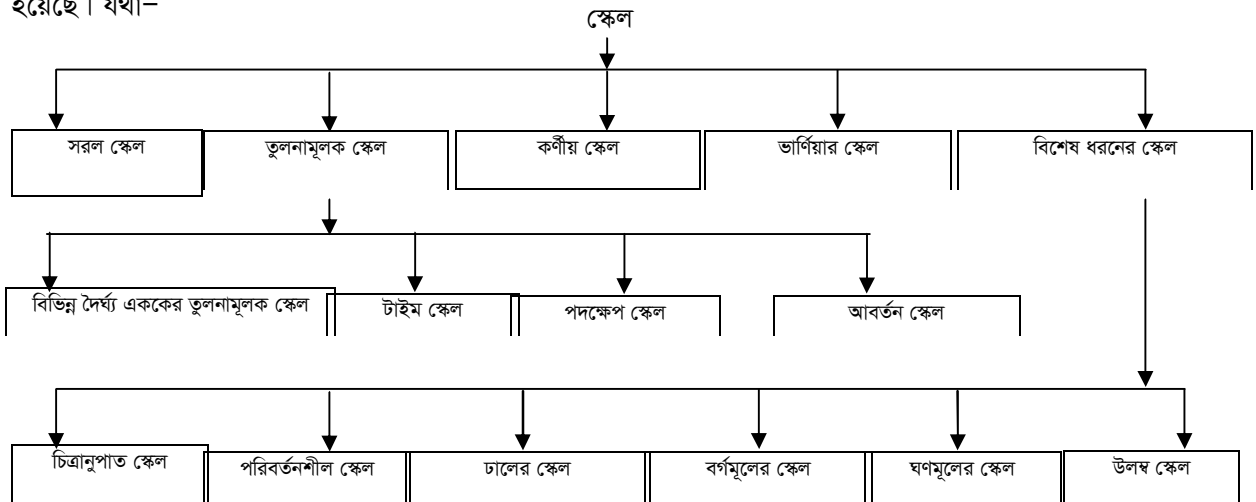 হয়েছে। যথা–
স্কেল
সরল স্কেল তুলনামূলক স্কেল কর্ণীয় স্কেল ভার্ণিয়ার স্কেল বিশেষ ধরনের স্কেল
বিভিন্ন দৈর্ঘ্য এককের তুলনামূলক স্কেল টাইম স্কেল পদক্ষেপ স্কেল আবর্তন স্কেল
চিত্রানুপাত স্কেল পরিবর্তনশীল স্কেল ঢালের স্কেল বর্গমূলের স্কেল ঘণমূলের স্কেল উলম্ব স্কেল